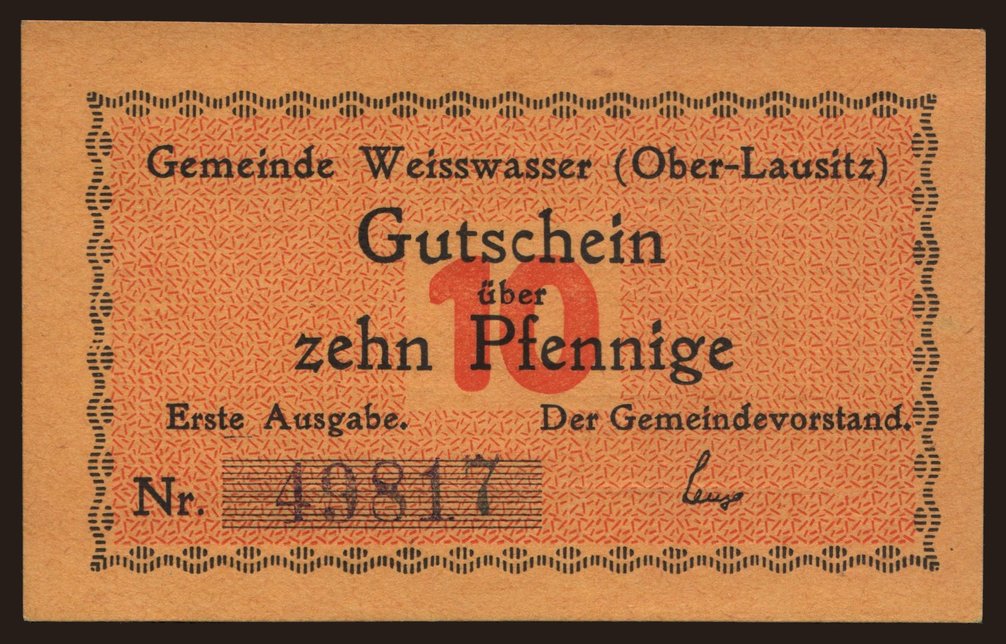 Gemeinde Weisswasser (Ober-Lausitz)
Gutschein
10
über
zehn Pfennige
Erste Ausgabe. Der Gemeindevorstand.
Nr. 49817